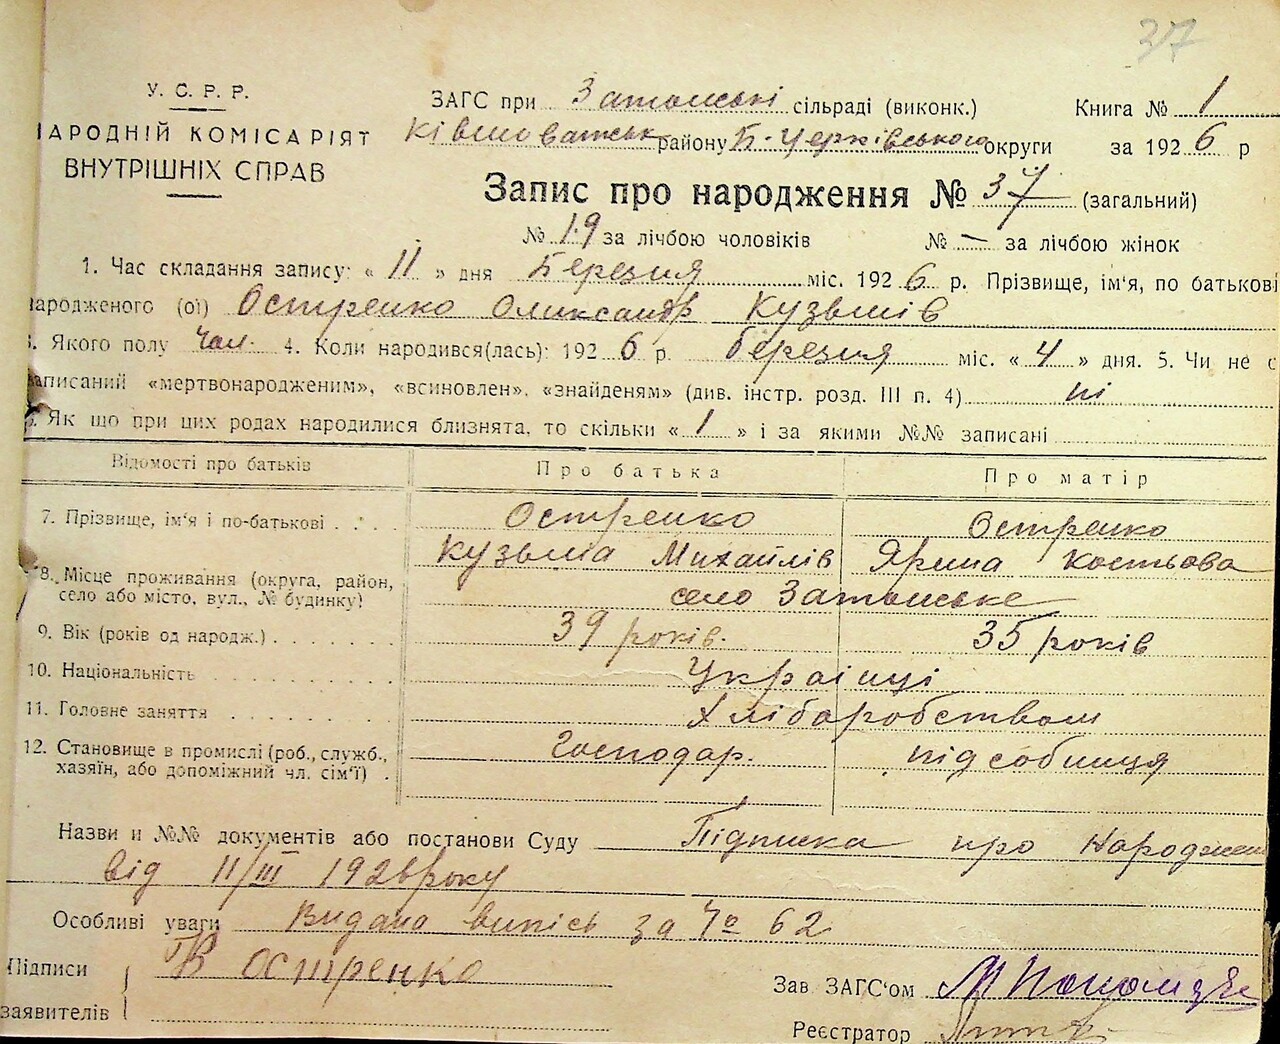 37
У. С. Р. Р.
НАРОДНІЙ КОМІСАРІЯТ
ВНУТРІШНІХ СПРАВ
ЗАГС при Затонські сільраді (виконк.) Книга № 1
Ківшоватськ району Б-Церківського округи за 1926 р
Запис про народження № 37 (загальний)
№ 19 за лічбою чоловіків № — за лічбою жінок
1. Час складання запису: « 11 » дня Березня міс. 1926 р. Прізвище, ім'я, по батькові
народженого (ої) Остренко Олександр Кузьмів
3. Якого полу чол. 4. Коли народився(лась): 1926 р. березня міс. « 4 » дня. 5. Чи не є
записаний «мертвонародженим», «всиновлен», «знайденям» (див. інстр. розд. III п. 4) ні
6. Як що при цих родах народилися близнята, то скільки « 1 » і за якими №№ записані
Відомості про батьків Про батька Про матір
7. Прізвище, ім'я і по-батькові . . . . Остренко Остренко
Кузьма Михайлів Ярина Костьова
8. Місце проживання (округа, район, село або місто, вул., № будинку) село Затонське
9. Вік (років од народж.) . . . . . . 39 років. 35 років
10. Національність . . . . . . . . . Українці
11. Головне заняття . . . . . . . . Хліборобством
12. Становище в промислі (роб., служб., хазяїн, або допоміжний чл. сім'ї) . Господар. підсобниця
Назви и №№ документів або постанови Суду Підписка про Народжен
від 11/III 1926 року
Особливі уваги Видано випісь за № 62
Підписи заявителів К Остренко
Зав. ЗАГС'ом
Реєстратор